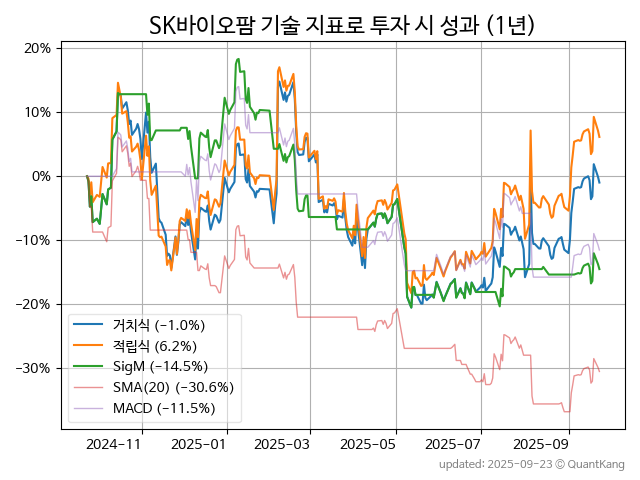 SK바이오팜 기술 지표로 투자 시 성과 (1년)
20%
10%
0%
−10%
−20%
−30%
거치식 (−1.0%)
적립식 (6.2%)
SigM (−14.5%)
SMA(20) (−30.6%)
MACD (−11.5%)
2024-11 2025-01 2025-03 2025-05 2025-07 2025-09
updated: 2025-09-23 © QuantKang